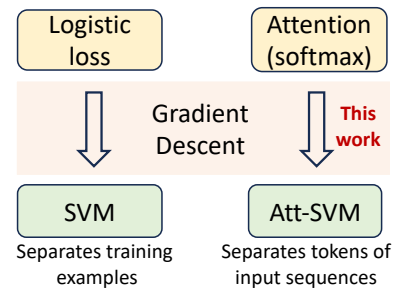 Logistic
loss
Attention
(softmax)
Gradient
Descent
This
work
SVM
Att-SVM
Separates training
examples
Separates tokens of
input sequences